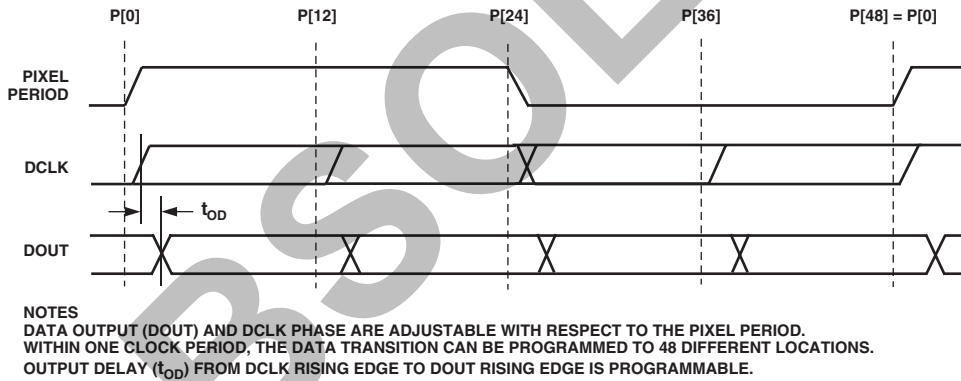 P[0] P[12] P[24] P[36] P[48] = P[0]
PIXEL
PERIOD
DCLK
tOD
DOUT
NOTES
DATA OUTPUT (DOUT) AND DCLK PHASE ARE ADJUSTABLE WITH RESPECT TO THE PIXEL PERIOD.
WITHIN ONE CLOCK PERIOD, THE DATA TRANSITION CAN BE PROGRAMMED TO 48 DIFFERENT LOCATIONS.
OUTPUT DELAY (tOD) FROM DCLK RISING EDGE TO DOUT RISING EDGE IS PROGRAMMABLE.